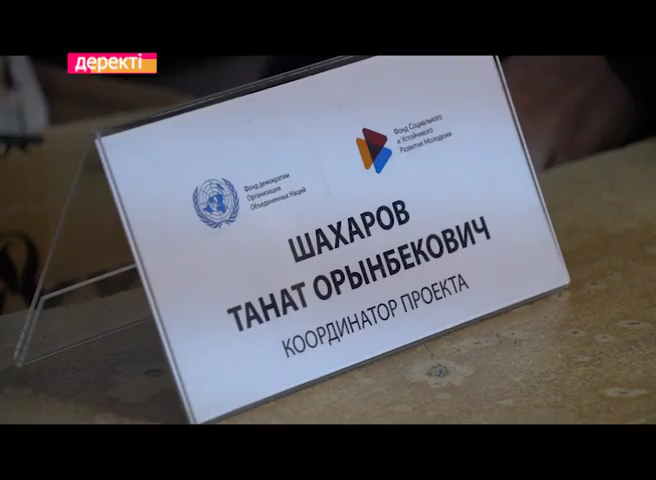 деректі
Фонд демократии
Организации
Объединенных Наций
Фонд Социального
и Устойчивого
Развития Молодежи
ШАХАРОВ
ТАНАТ ОРЫНБЕКОВИЧ
КООРДИНАТОР ПРОЕКТА